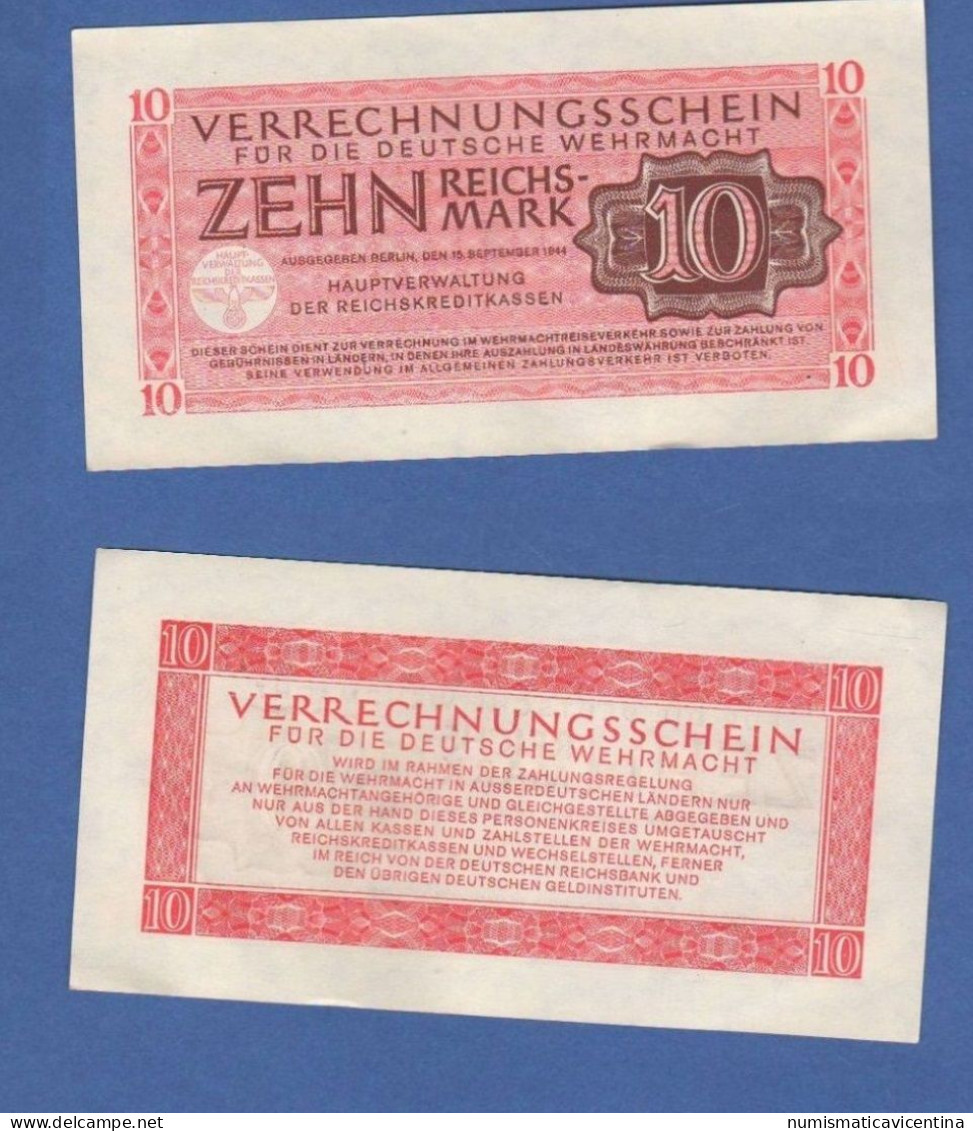 10 10
VERRECHNUNGSSCHEIN
FÜR DIE DEUTSCHE WEHRMACHT
ZEHN REICHS-
MARK 10
AUSGEGEBEN BERLIN, DEN 15. SEPTEMBER 1944
HAUPT-
VERWALTUNG
DER
REICHSKREDITKASSEN
HAUPTVERWALTUNG
DER REICHSKREDITKASSEN
DIESER SCHEIN DIENT ZUR VERRECHNUNG IM WEHRMACHTREISEVERKEHR SOWIE ZUR ZAHLUNG VON
GEBÜHRNISSEN IN LÄNDERN, IN DENEN IHRE AUSZAHLUNG IN LANDESWÄHRUNG BESCHRÄNKT IST.
SEINE VERWENDUNG IM ALLGEMEINEN ZAHLUNGSVERKEHR IST VERBOTEN.
10 10
10 10
VERRECHNUNGSSCHEIN
FÜR DIE DEUTSCHE WEHRMACHT
WIRD IM RAHMEN DER ZAHLUNGSREGELUNG
FÜR DIE WEHRMACHT IN AUSSERDEUTSCHEN LÄNDERN NUR
AN WEHRMACHTANGEHÖRIGE UND GLEICHGESTELLTE ABGEGEBEN UND
NUR AUS DER HAND DIESES PERSONENKREISES UMGETAUSCHT
VON ALLEN KASSEN UND ZAHLSTELLEN DER WEHRMACHT,
REICHSKREDITKASSEN UND WECHSELSTELLEN, FERNER
IM REICH VON DER DEUTSCHEN REICHSBANK UND
DEN ÜBRIGEN DEUTSCHEN GELDINSTITUTEN.
10 10
numismaticavicentina